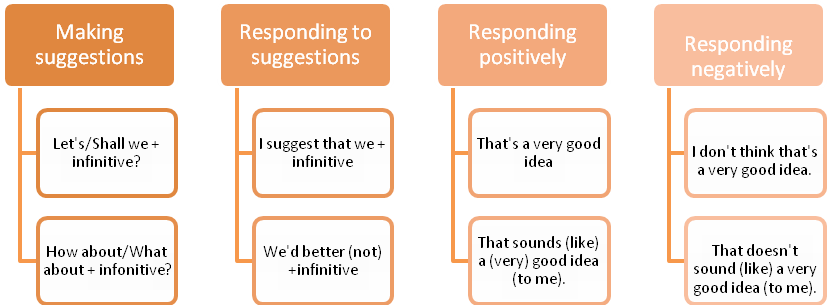 Making
suggestions
Let's/Shall we +
infinitive?
How about/What
about + infonitive?
Responding to
suggestions
I suggest that we +
infinitive
We'd better (not)
+infinitive
Responding
positively
That's a very good
idea
That sounds (like)
a (very) good idea
(to me).
Responding
negatively
I don't think that's
a very good idea.
That doesn't
sound (like) a very
good idea (to me).